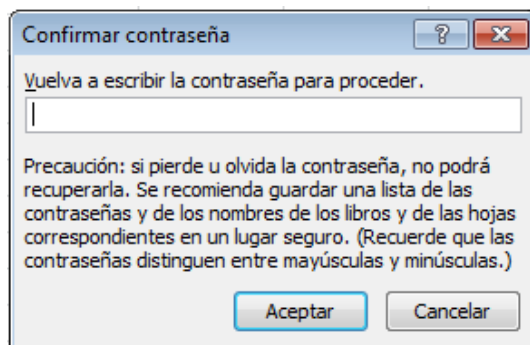 Confirmar contraseña
Vuelva a escribir la contraseña para proceder.
Precaución: si pierde u olvida la contraseña, no podrá
recuperarla. Se recomienda guardar una lista de las
contraseñas y de los nombres de los libros y de las hojas
correspondientes en un lugar seguro. (Recuerde que las
contraseñas distinguen entre mayúsculas y minúsculas.)
Aceptar Cancelar